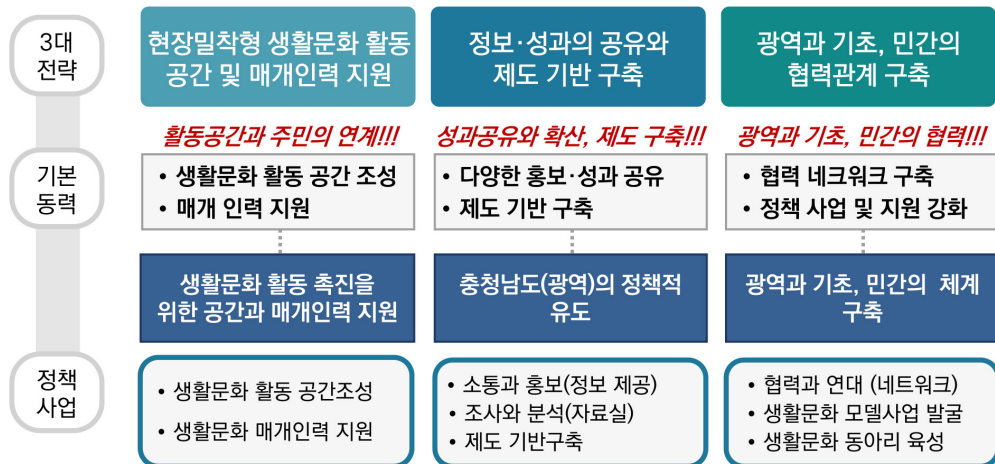 3대
전략
현장밀착형 생활문화 활동
공간 및 매개인력 지원
정보·성과의 공유와
제도 기반 구축
광역과 기초, 민간의
협력관계 구축
활동공간과 주민의 연계!!!
성과공유와 확산, 제도 구축!!!
광역과 기초, 민간의 협력!!!
기본
동력
• 생활문화 활동 공간 조성
• 매개 인력 지원
• 다양한 홍보·성과 공유
• 제도 기반 구축
• 협력 네크워크 구축
• 정책 사업 및 지원 강화
생활문화 활동 촉진을
위한 공간과 매개인력 지원
충청남도(광역)의 정책적
유도
광역과 기초, 민간의 체계
구축
정책
사업
• 생활문화 활동 공간조성
• 생활문화 매개인력 지원
• 소통과 홍보(정보 제공)
• 조사와 분석(자료실)
• 제도 기반구축
• 협력과 연대 (네트워크)
• 생활문화 모델사업 발굴
• 생활문화 동아리 육성